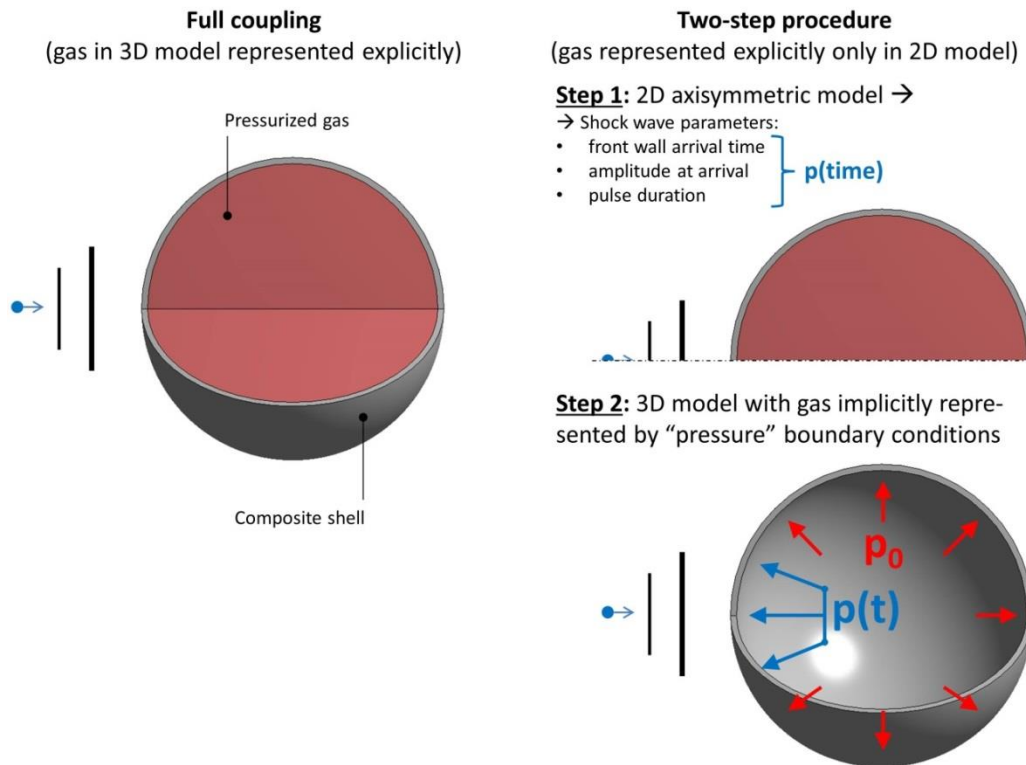 Full coupling
(gas in 3D model represented explicitly)
Pressurized gas
Composite shell
Two-step procedure
(gas represented explicitly only in 2D model)
Step 1: 2D axisymmetric model →
→ Shock wave parameters:
• front wall arrival time
• amplitude at arrival
• pulse duration
p(time)
Step 2: 3D model with gas implicitly repre-
sented by “pressure” boundary conditions
p₀
p(t)